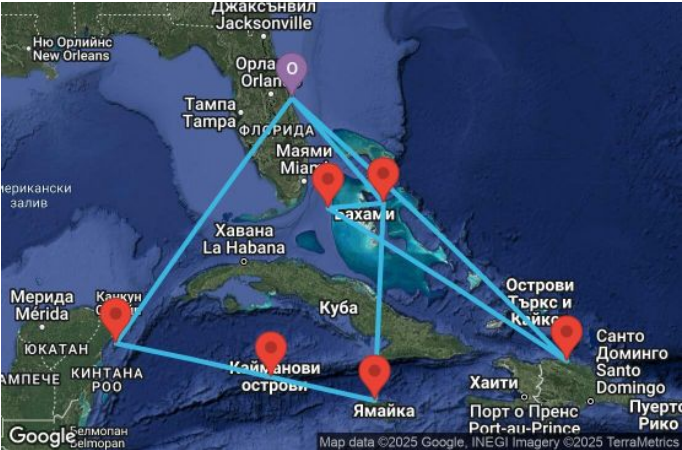 Джаксънвил
Jacksonville
Ню Орлийнс
New Orleans
Орла
Orlan
O
Тампа
Tampa
ФЛОРИДА
Маями
Miami
мерикански
залив
Бахами
Хавана
La Habana
Острови
Търкс и
Кайкос
Мерида
Mérida
Канкун
Куба
ЮКАТАН
КИНТАНА
РОО
АМПЕЧЕ
Кайманови
острови
Санто
Доминго
Santo
Domingo
Хаити
Ямайка
Порт о Пренс
Port-au-Prince
Пуерто
Рико
Белмопан
Belmopan
Google
Map data ©2025 Google, INEGI Imagery ©2025 TerraMetrics